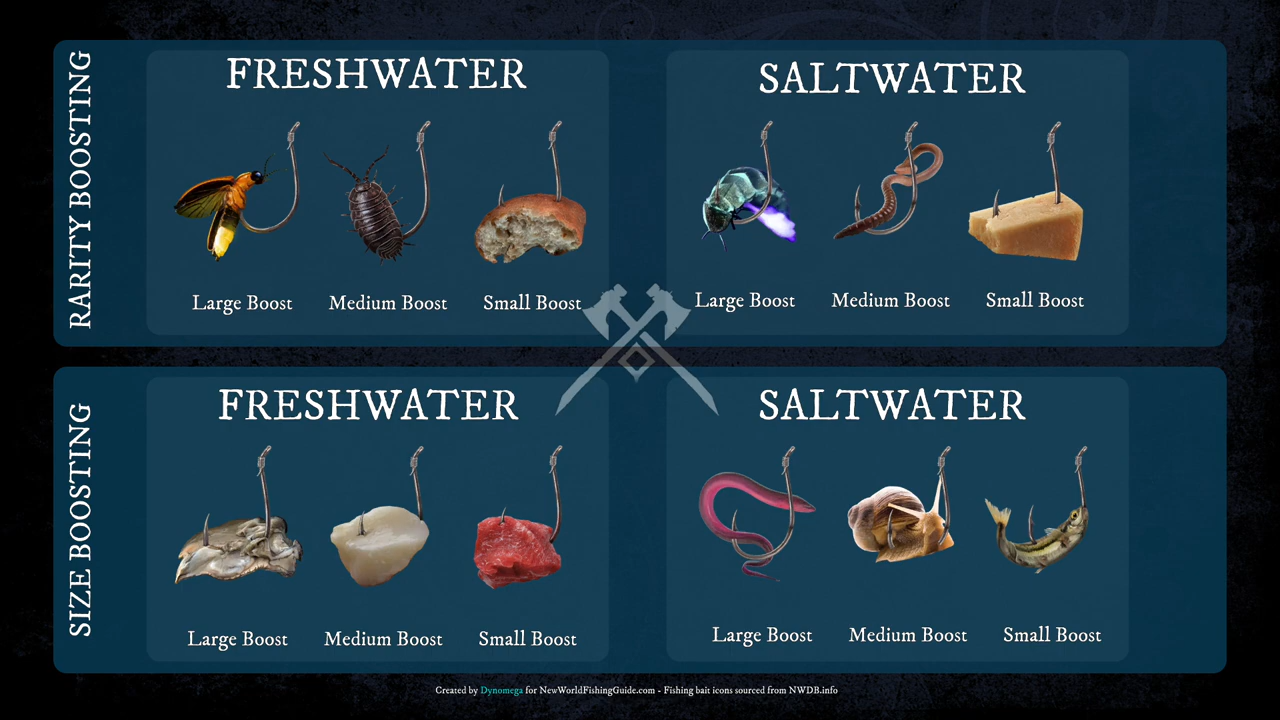 RARITY BOOSTING
FRESHWATER
Large Boost
Medium Boost
Small Boost
SALTWATER
Large Boost
Medium Boost
Small Boost
SIZE BOOSTING
FRESHWATER
Large Boost
Medium Boost
Small Boost
SALTWATER
Large Boost
Medium Boost
Small Boost
Created by Dynomega for NewWorldFishingGuide.com - Fishing bait icons sourced from NWDB.info